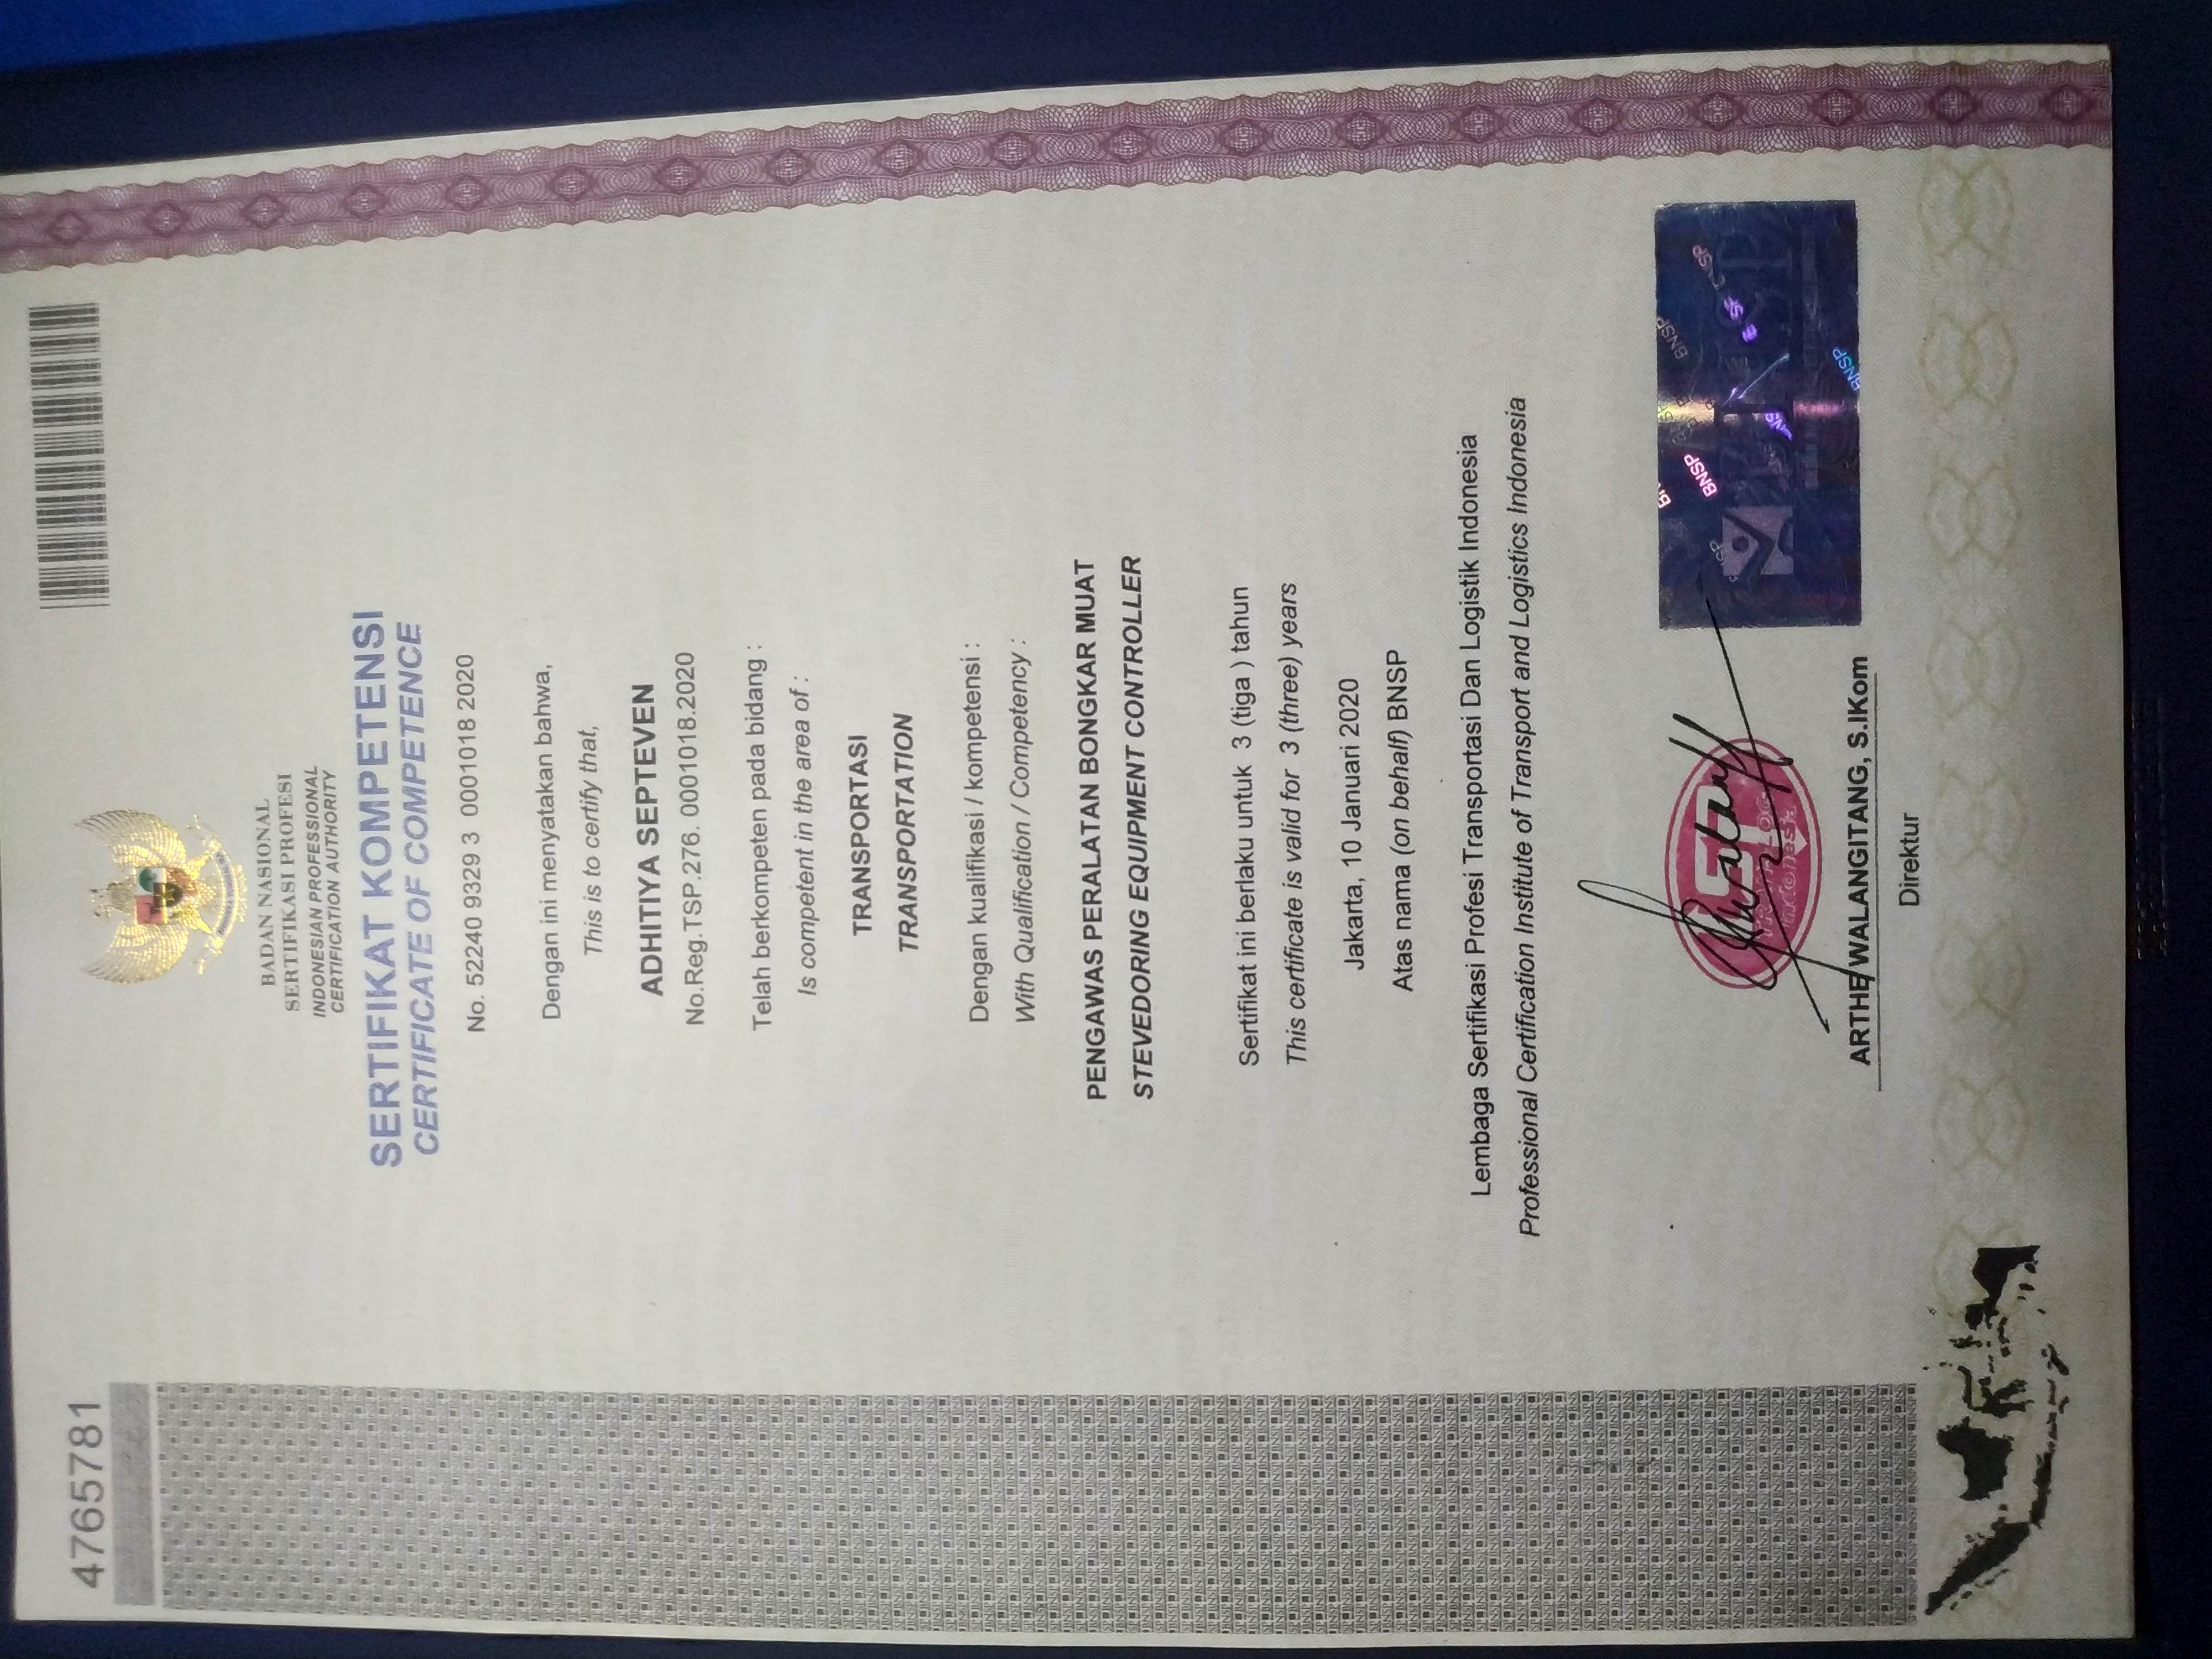 4765781
BADAN NASIONAL
SERTIFIKASI PROFESI
INDONESIAN PROFESSIONAL
CERTIFICATION AUTHORITY
SERTIFIKAT KOMPETENSI
CERTIFICATE OF COMPETENCE
No. 52240 9329 3 0001018 2020
Dengan ini menyatakan bahwa,
This is to certify that,
ADHITIYA SEPTEVEN
No.Reg.TSP.276. 0001018.2020
Telah berkompeten pada bidang :
Is competent in the area of :
TRANSPORTASI
TRANSPORTATION
Dengan kualifikasi / kompetensi :
With Qualification / Competency :
PENGAWAS PERALATAN BONGKAR MUAT
STEVEDORING EQUIPMENT CONTROLLER
Sertifikat ini berlaku untuk 3 (tiga ) tahun
This certificate is valid for 3 (three) years
Jakarta, 10 Januari 2020
Atas nama (on behalf) BNSP
Lembaga Sertifikasi Profesi Transportasi Dan Logistik Indonesia
Professional Certification Institute of Transport and Logistics Indonesia
LSP
Indonesia
BNSP
BNSP
BNSP
ARTHE WALANGITANG, S.IKom
Direktur